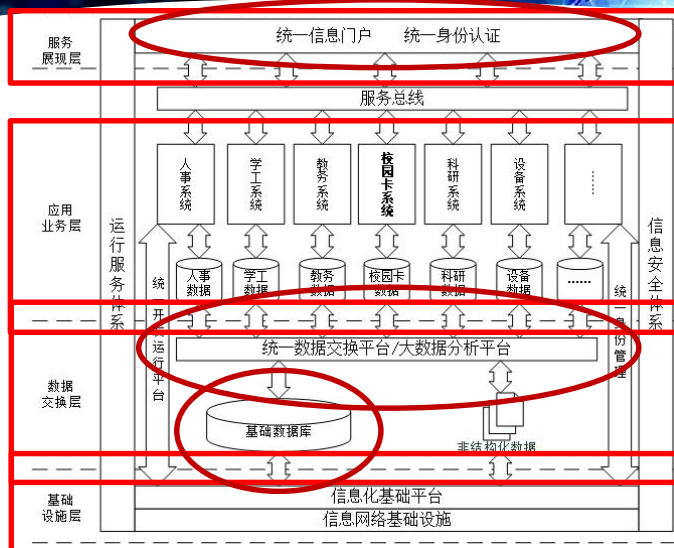 服务
展现层
统一信息门户 统一身份认证
服务总线
应用
业务层
运行服务体系
信息安全体系
人事系统
学工系统
教务系统
校园卡系统
科研系统
设备系统
……
人事
数据
学工
数据
教务
数据
校园卡
数据
科研
数据
设备
数据
……
统一开发运行平台
统一身份管理
数据
交换层
统一数据交换平台/大数据分析平台
基础数据库
非结构化数据
基础
设施层
信息化基础平台
信息网络基础设施